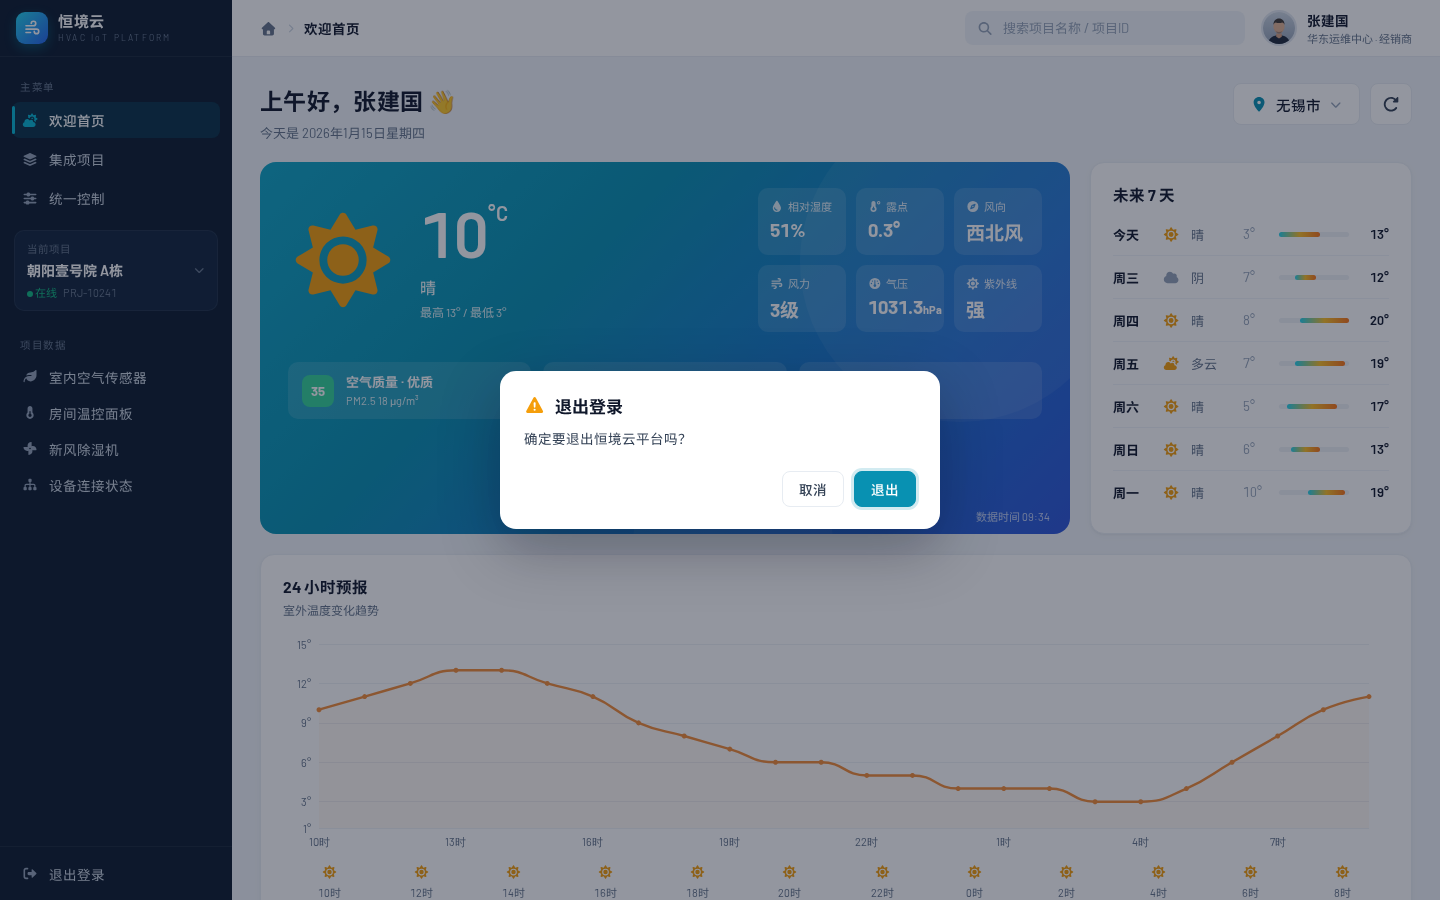 恒境云
HVAC IoT PLATFORM
主菜单
欢迎首页
集成项目
统一控制
当前项目
朝阳壹号院 A栋
在线 PRJ-10241
项目数据
室内空气传感器
房间温控面板
新风除湿机
设备连接状态
退出登录
欢迎首页
搜索项目名称 / 项目ID
张建国
华东运维中心 · 经销商
上午好，张建国 👋
今天是 2026年1月15日星期四
无锡市
10°C
晴
最高 13° / 最低 3°
相对湿度
51%
露点
0.3°
风向
西北风
风力
3级
气压
1031.3hPa
紫外线
强
35
空气质量 · 优质
PM2.5 18 μg/m³
数据时间 09:34
未来 7 天
今天 晴 3° 13°
周三 阴 7° 12°
周四 晴 8° 20°
周五 多云 7° 19°
周六 晴 5° 17°
周日 晴 6° 13°
周一 晴 10° 19°
退出登录
确定要退出恒境云平台吗？
取消
退出
24 小时预报
室外温度变化趋势
15°
12°
9°
6°
3°
1°
10时 13时 16时 19时 22时 1时 4时 7时
10时 12时 14时 16时 18时 20时 22时 0时 2时 4时 6时 8时